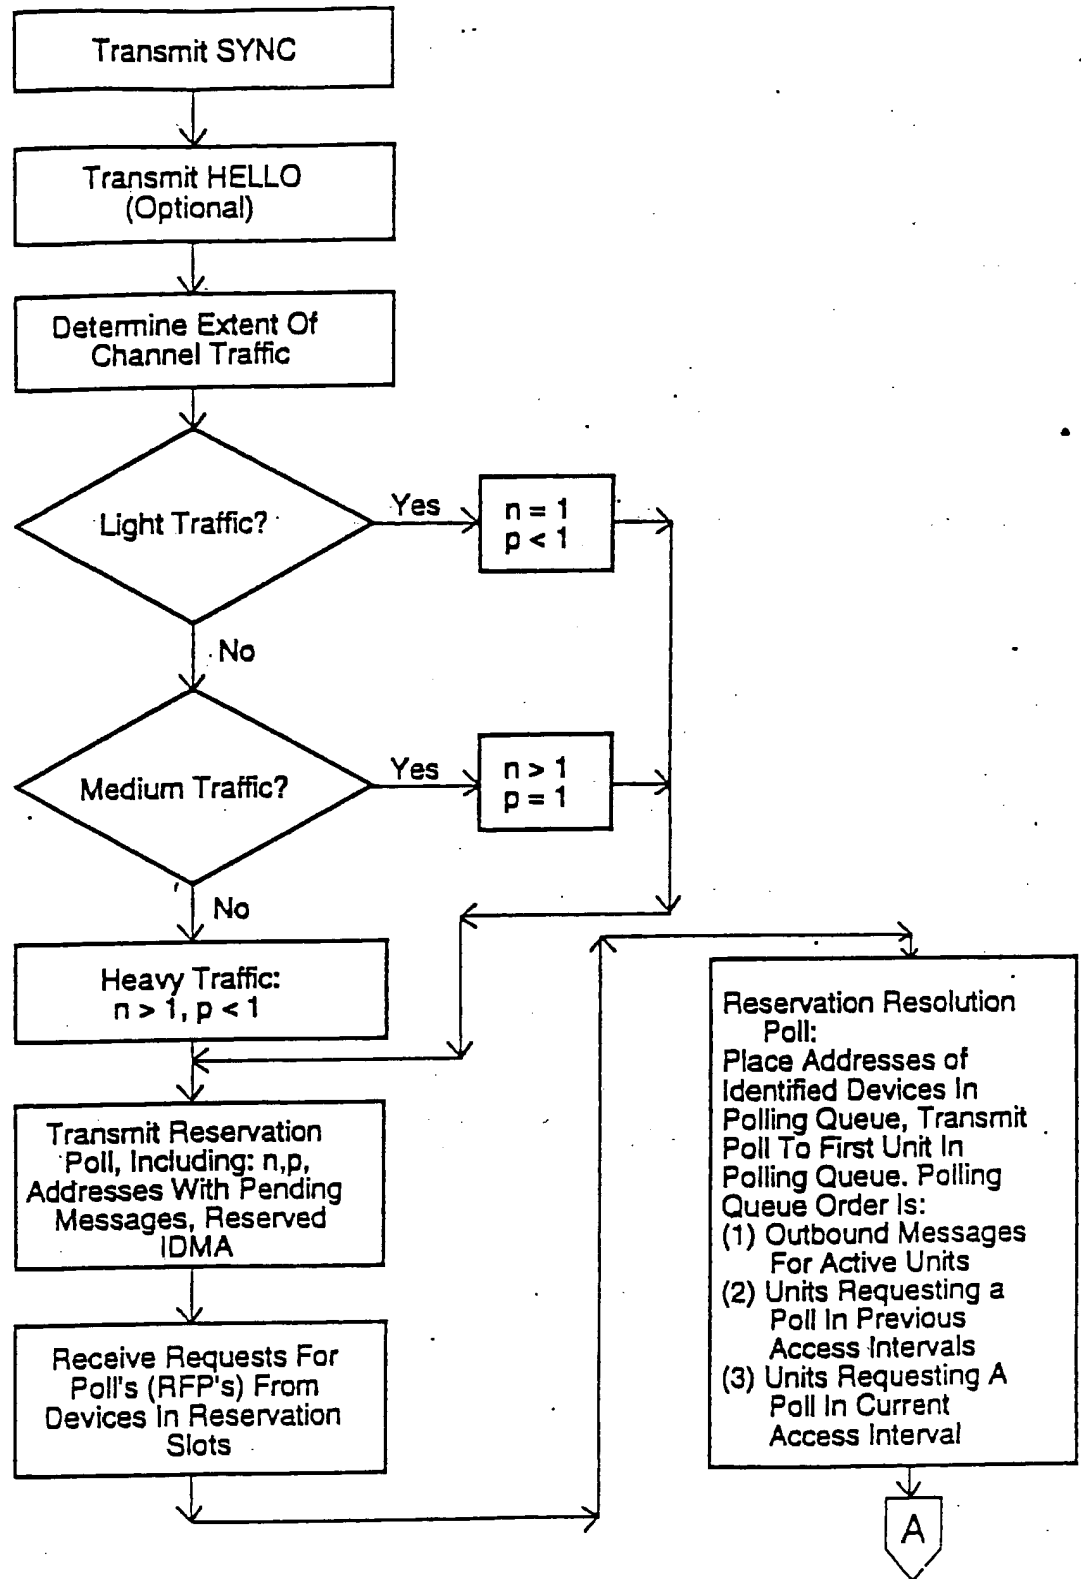 Transmit SYNC
Transmit HELLO
(Optional)
Determine Extent Of
Channel Traffic
Light Traffic?
Yes
n = 1
p < 1
No
Medium Traffic?
Yes
n > 1
p = 1
No
Heavy Traffic:
n > 1, p < 1
Transmit Reservation
Poll, Including: n,p,
Addresses With Pending
Messages, Reserved
IDMA
Receive Requests For
Poll's (RFP's) From
Devices In Reservation
Slots
Reservation Resolution
Poll:
Place Addresses of
Identified Devices In
Polling Queue, Transmit
Poll To First Unit In
Polling Queue. Polling
Queue Order Is:
(1) Outbound Messages
For Active Units
(2) Units Requesting a
Poll In Previous
Access Intervals
(3) Units Requesting A
Poll In Current
Access Interval
A